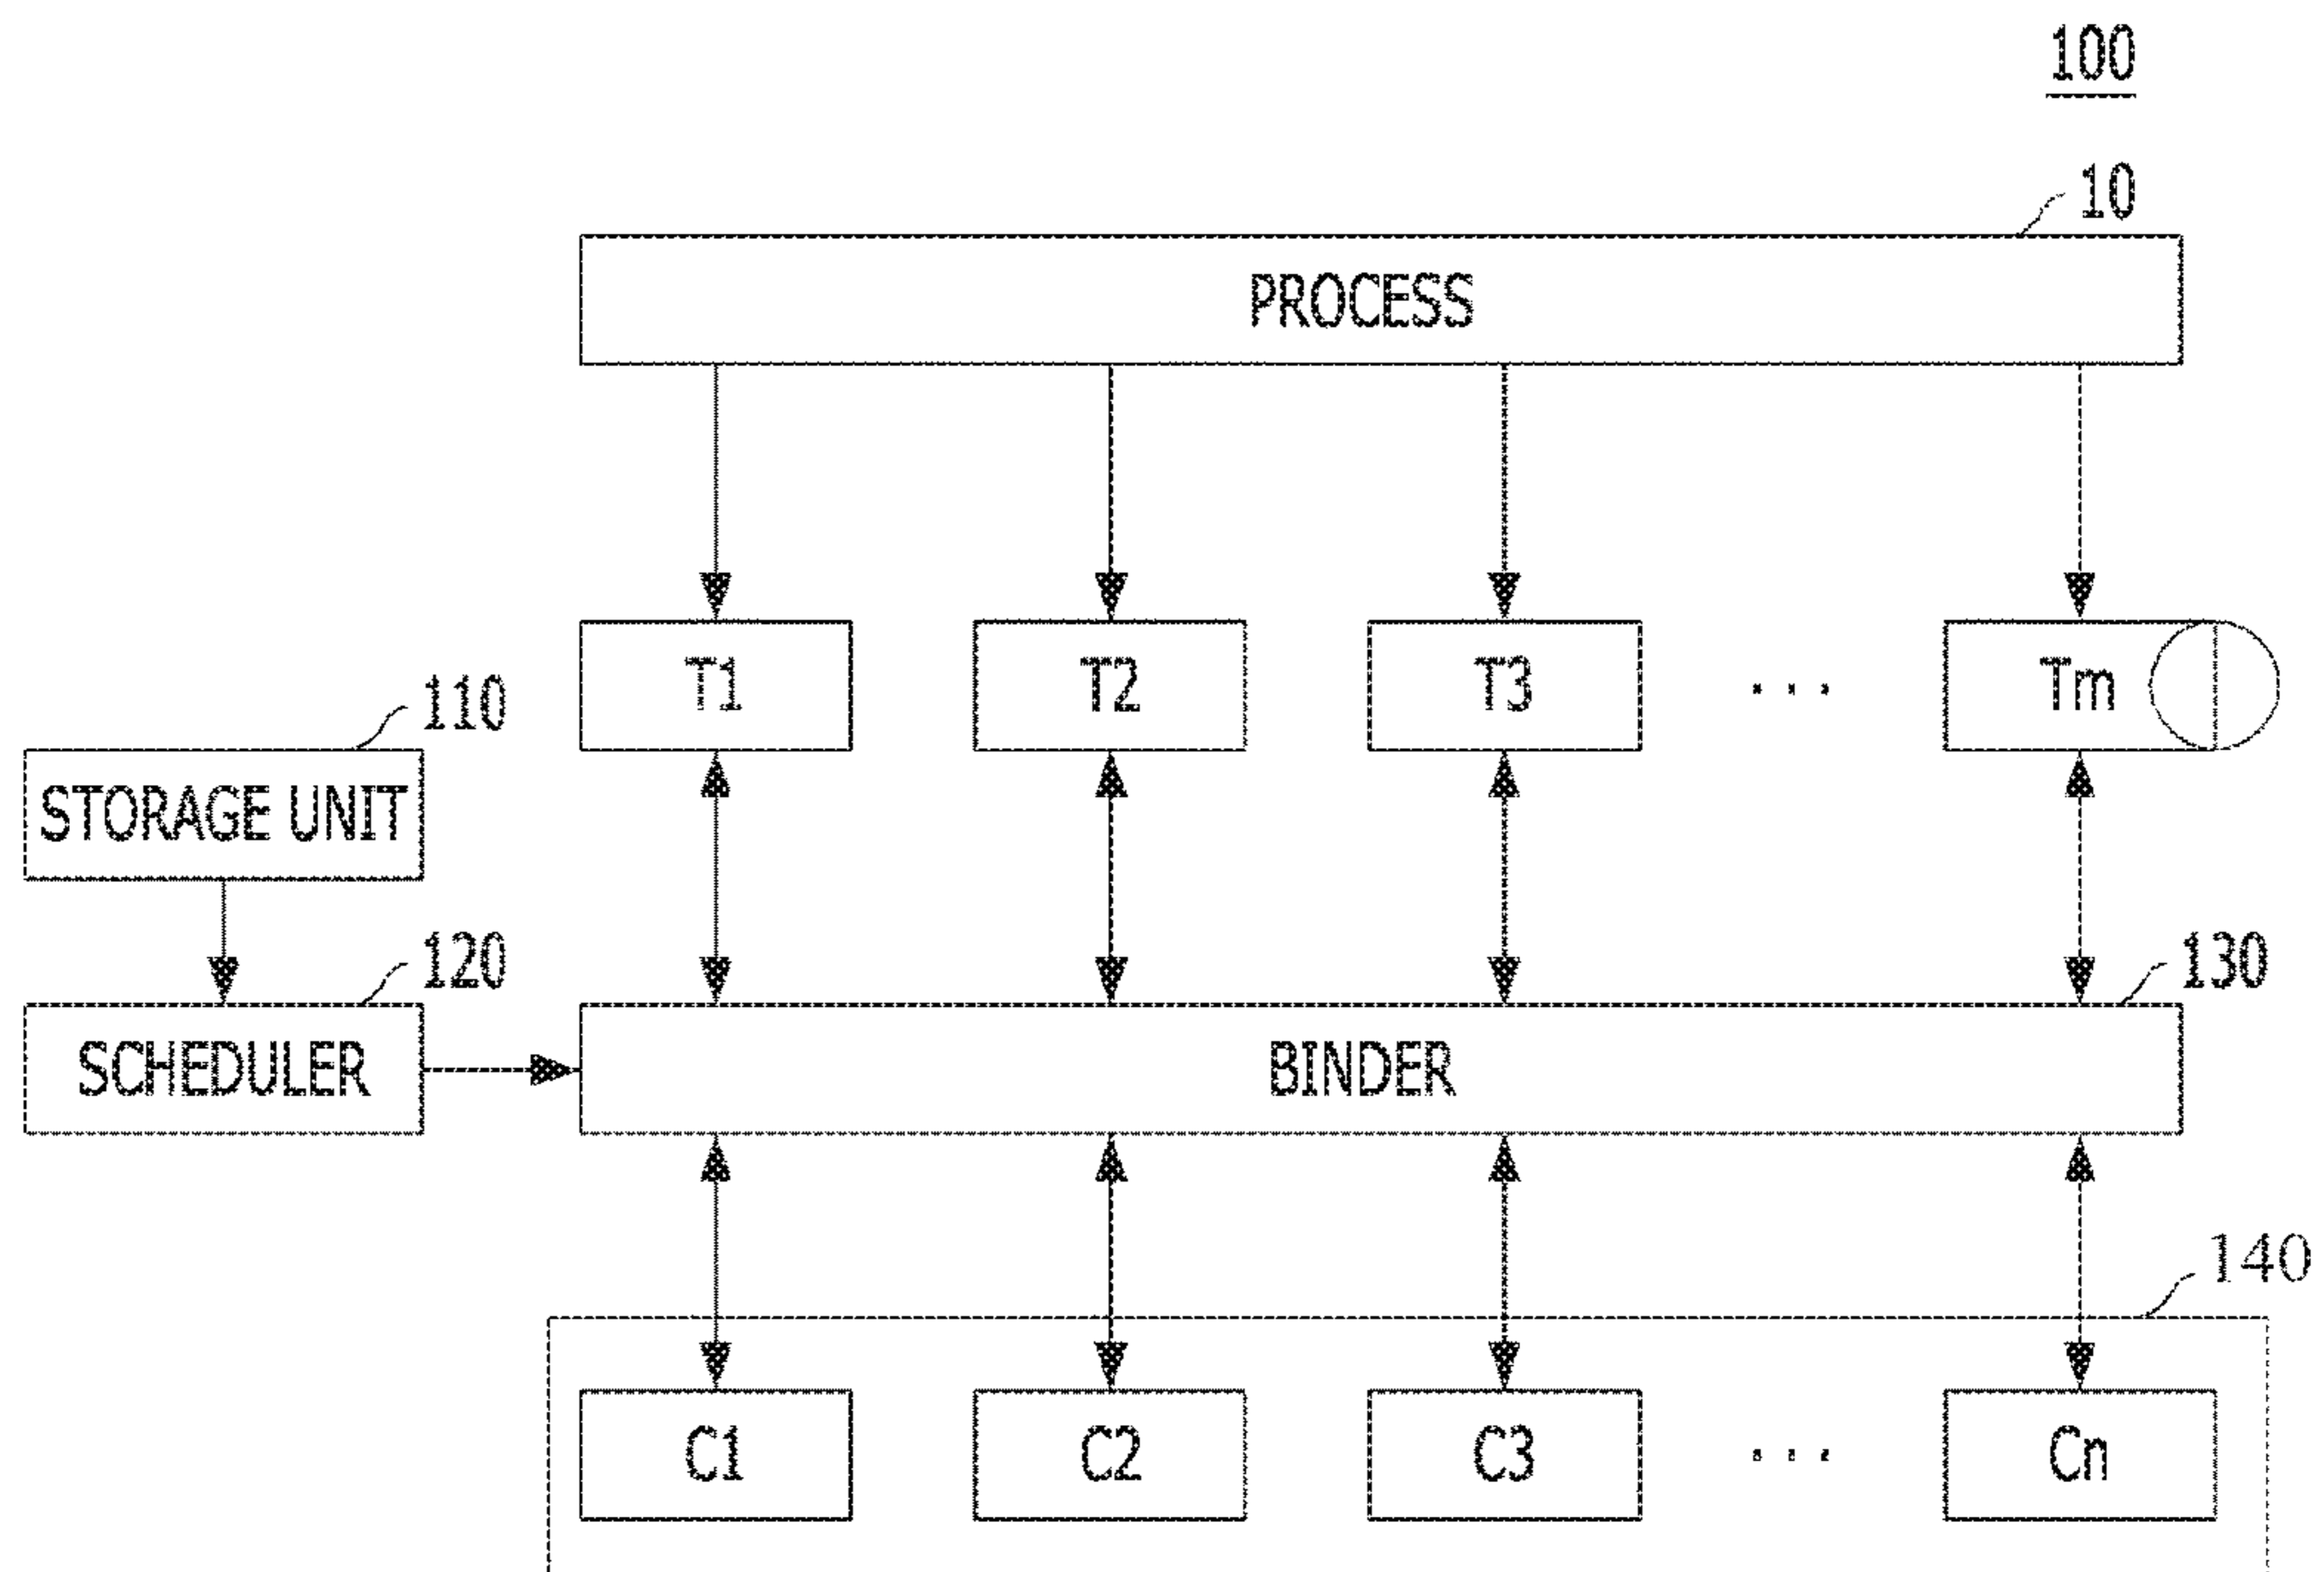 100
10
PROCESS
T1 T2 T3 ... Tm
110
STORAGE UNIT
120
130
SCHEDULER BINDER
140
C1 C2 C3 ... Cn